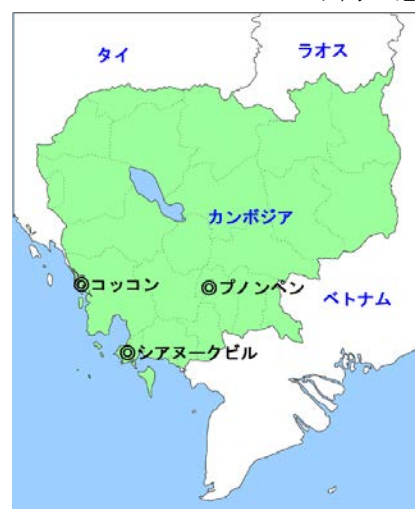 タイ
ラオス
カンボジア
◎コッコン
◎プノンペン
ベトナム
◎シアヌークビル